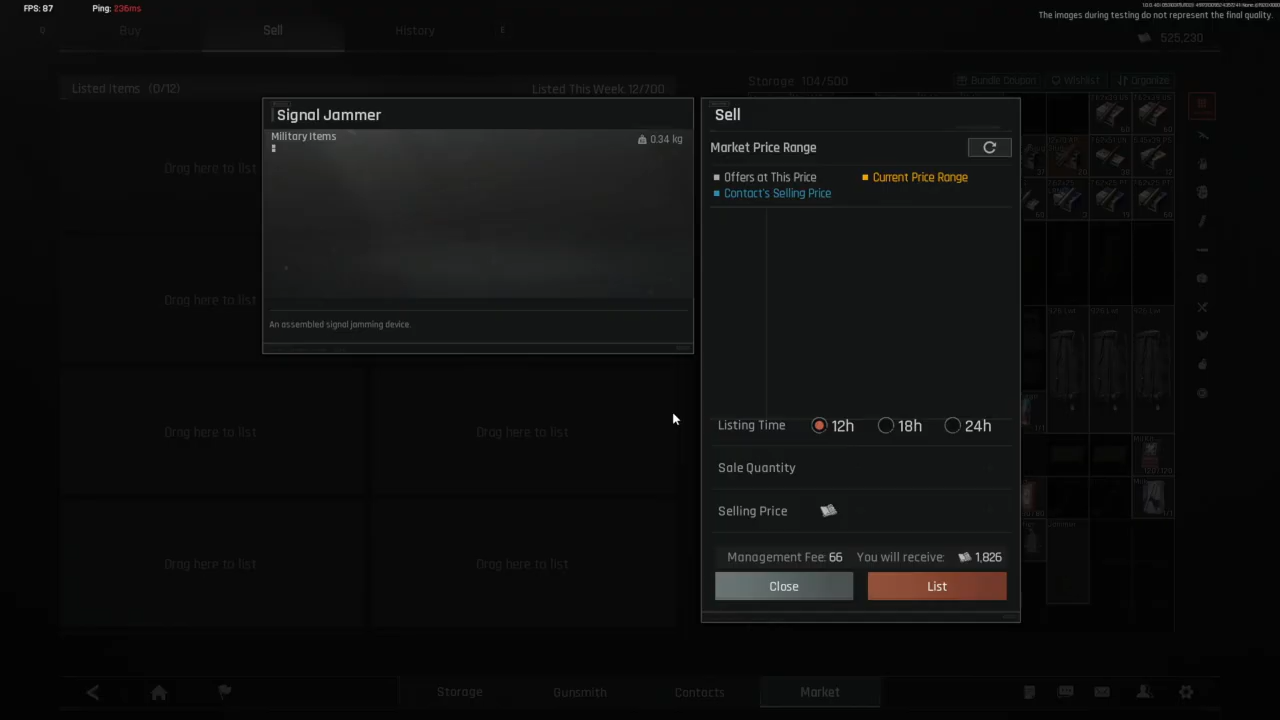 FPS: 87
Ping: 236ms
The images during testing do not represent the final quality.
Q Buy Sell History E
525,230
Listed Items (0/12)
Listed This Week: 12/700
Storage 104/500
Bundle Coupon
Wishlist
Organize
Signal Jammer
Military Items
0.34 kg
An assembled signal jamming device.
Drag here to list
Drag here to list
Drag here to list
Drag here to list
Drag here to list
Drag here to list
Sell
Market Price Range
Offers at This Price
Current Price Range
Contact's Selling Price
Listing Time 12h 18h 24h
Sale Quantity
Selling Price
Management Fee: 66 You will receive: 1,826
Close
List
Storage
Gunsmith
Contacts
Market